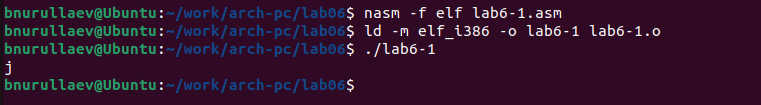 bnurullaev@Ubuntu:~/work/arch-pc/lab06$ nasm -f elf lab6-1.asm
bnurullaev@Ubuntu:~/work/arch-pc/lab06$ ld -m elf_i386 -o lab6-1 lab6-1.o
bnurullaev@Ubuntu:~/work/arch-pc/lab06$ ./lab6-1
j
bnurullaev@Ubuntu:~/work/arch-pc/lab06$